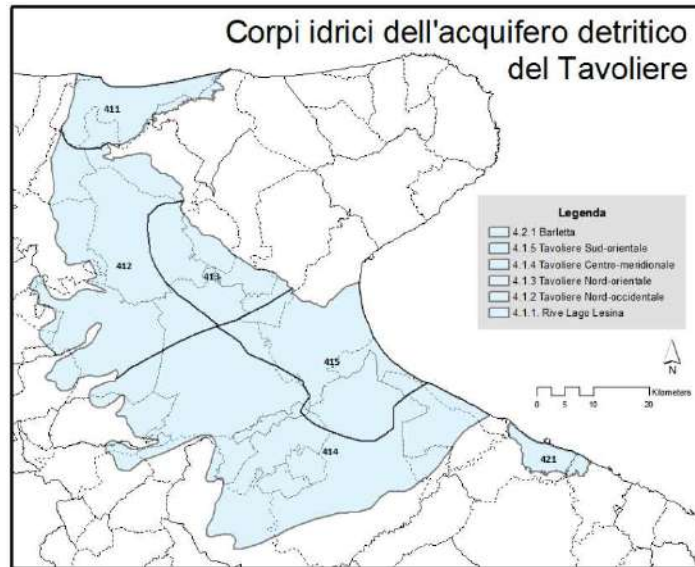 Corpi idrici dell'acquifero detritico
del Tavoliere
411
412
413
415
414
421
Legenda
4.2.1 Barletta
4.1.5 Tavoliere Sud-orientale
4.1.4 Tavoliere Centro-meridionale
4.1.3 Tavoliere Nord-orientale
4.1.2 Tavoliere Nord-occidentale
4.1.1. Rive Lago Lesina
N
Kilometers
0 5 10 20